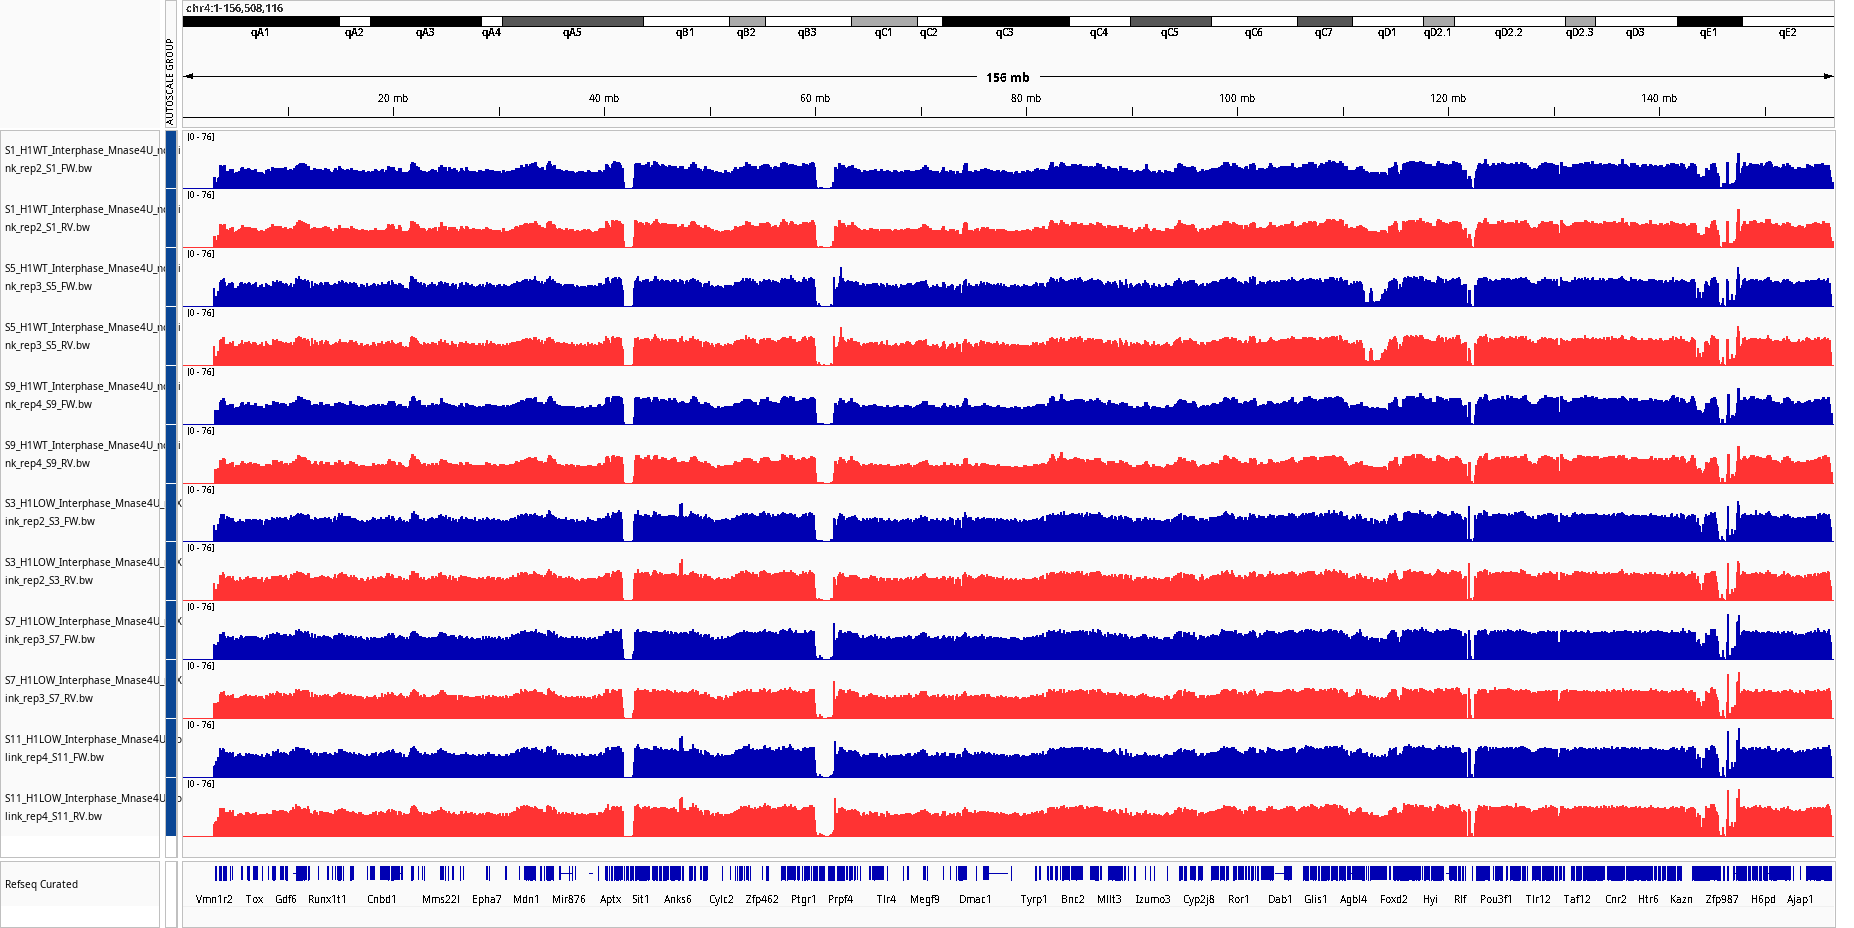 chr4:1-156,508,116
qA1 qA2 qA3 qA4 qA5 qB1 qB2 qB3 qC1 qC2 qC3 qC4 qC5 qC6 qC7 qD1 qD2.1 qD2.2 qD2.3 qD3 qE1 qE2
AUTOSCALE GROUP
156 mb
20 mb 40 mb 60 mb 80 mb 100 mb 120 mb 140 mb
[0 - 76]
S1_H1WT_Interphase_Mnase4U_no
nk_rep2_S1_FW.bw
[0 - 76]
S1_H1WT_Interphase_Mnase4U_no
nk_rep2_S1_RV.bw
[0 - 76]
S5_H1WT_Interphase_Mnase4U_no
nk_rep3_S5_FW.bw
[0 - 76]
S5_H1WT_Interphase_Mnase4U_no
nk_rep3_S5_RV.bw
[0 - 76]
S9_H1WT_Interphase_Mnase4U_no
nk_rep4_S9_FW.bw
[0 - 76]
S9_H1WT_Interphase_Mnase4U_no
nk_rep4_S9_RV.bw
[0 - 76]
S3_H1LOW_Interphase_Mnase4U_
ink_rep2_S3_FW.bw
[0 - 76]
S3_H1LOW_Interphase_Mnase4U_
ink_rep2_S3_RV.bw
[0 - 76]
S7_H1LOW_Interphase_Mnase4U_
ink_rep3_S7_FW.bw
[0 - 76]
S7_H1LOW_Interphase_Mnase4U_
ink_rep3_S7_RV.bw
[0 - 76]
S11_H1LOW_Interphase_Mnase4U
link_rep4_S11_FW.bw
[0 - 76]
S11_H1LOW_Interphase_Mnase4U
link_rep4_S11_RV.bw
Refseq Curated
Vmn1r2 Tox Gdf6 Runx1t1 Cnbd1 Mms22l Epha7 Mdn1 Mir876 Aptx Sit1 Anks6 Cylc2 Zfp462 Ptgr1 Prpf4 Tlr4 Megf9 Dmac1 Tyrp1 Bnc2 Mllt3 Izumo3 Cyp2j8 Ror1 Dab1 Glis1 Agbl4 Foxd2 Hyi Rlf Pou3f1 Tlr12 Taf12 Cnr2 Htr6 Kazn Zfp987 H6pd Ajap1